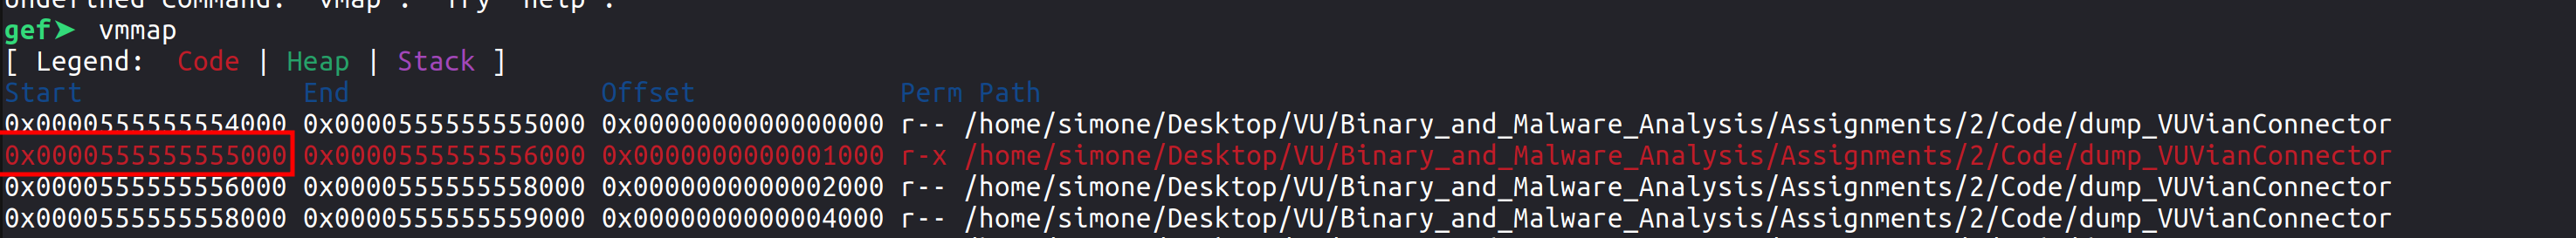 Undefined command: "vmap". Try "help".
gef➤  vmmap
[ Legend:  Code | Heap | Stack ]
Start              End                Offset             Perm Path
0x0000555555554000 0x0000555555555000 0x0000000000000000 r-- /home/simone/Desktop/VU/Binary_and_Malware_Analysis/Assignments/2/Code/dump_VUVianConnector
0x0000555555555000 0x0000555555556000 0x0000000000001000 r-x /home/simone/Desktop/VU/Binary_and_Malware_Analysis/Assignments/2/Code/dump_VUVianConnector
0x0000555555556000 0x0000555555558000 0x0000000000002000 r-- /home/simone/Desktop/VU/Binary_and_Malware_Analysis/Assignments/2/Code/dump_VUVianConnector
0x0000555555558000 0x0000555555559000 0x0000000000004000 r-- /home/simone/Desktop/VU/Binary_and_Malware_Analysis/Assignments/2/Code/dump_VUVianConnector